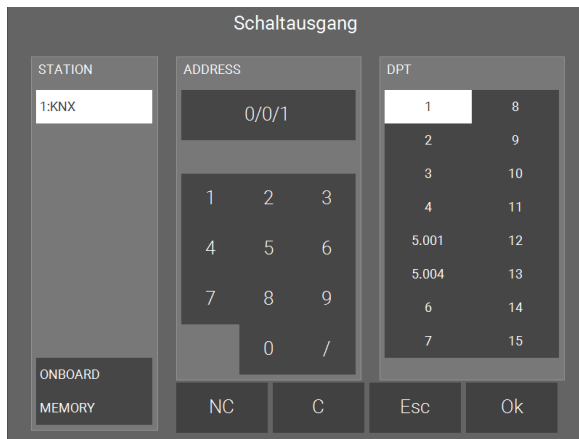 Schaltausgang
STATION
1:KNX
ONBOARD
MEMORY
ADDRESS
0/0/1
1 2 3
4 5 6
7 8 9
0 /
DPT
1 8
2 9
3 10
4 11
5.001 12
5.004 13
6 14
7 15
NC C Esc Ok